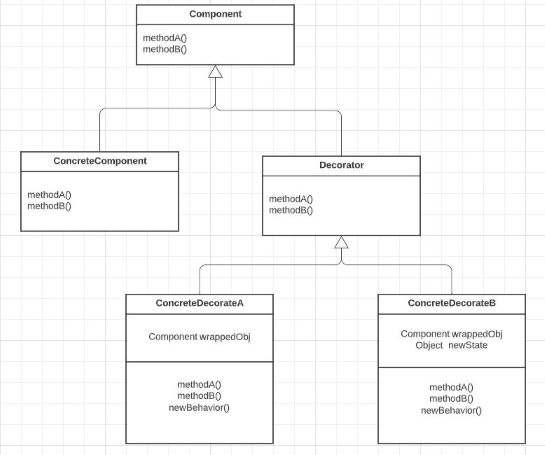 Component
methodA()
methodB()
ConcreteComponent
methodA()
methodB()
Decorator
methodA()
methodB()
ConcreteDecorateA
Component wrappedObj
methodA()
methodB()
newBehavior()
ConcreteDecorateB
Component wrappedObj
Object newState
methodA()
methodB()
newBehavior()